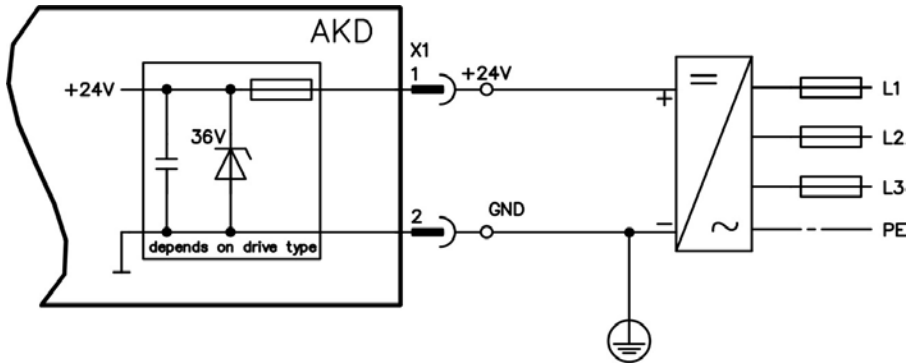 AKD
X1
1
+24V
+24V
36V
+
L1
L2
L3
2
GND
−
PE
depends on drive type